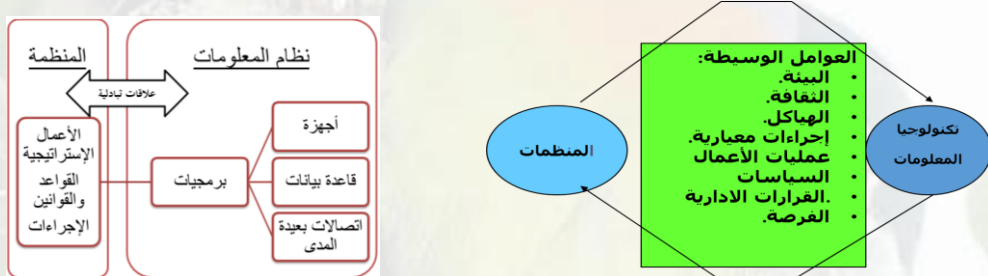 المنظمة
نظام المعلومات
علاقات تبادلية
الأعمال
الإستراتيجية
القواعد
والقوانين
الإجراءات
برمجيات
أجهزة
قاعدة بيانات
اتصالات بعيدة
المدى
المنظمات
العوامل الوسيطة:
• البيئة.
• الثقافة.
• الهياكل.
• إجراءات معيارية.
• عمليات الأعمال
• السياسات
• .القرارات الادارية
• الفرصة.
تكنولوجيا
المعلومات